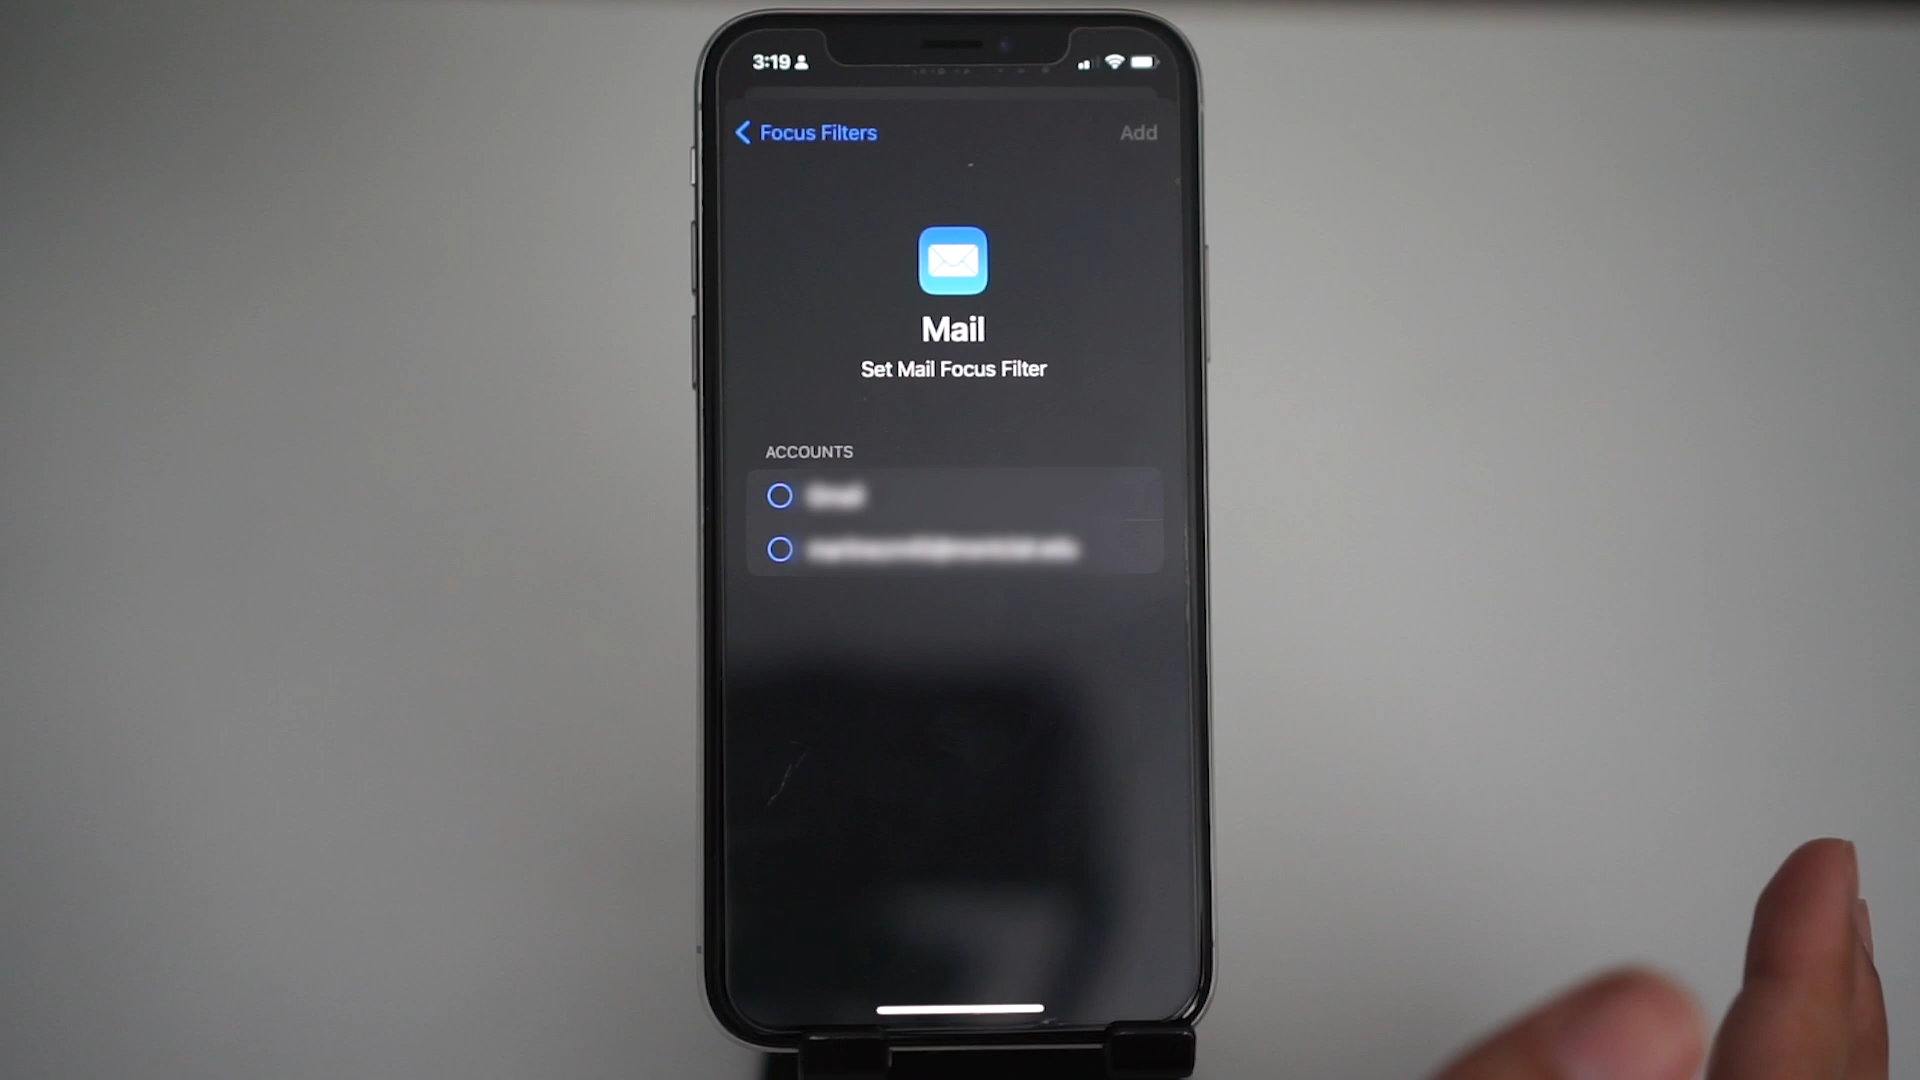 3:19
Focus Filters
Add
Mail
Set Mail Focus Filter
ACCOUNTS